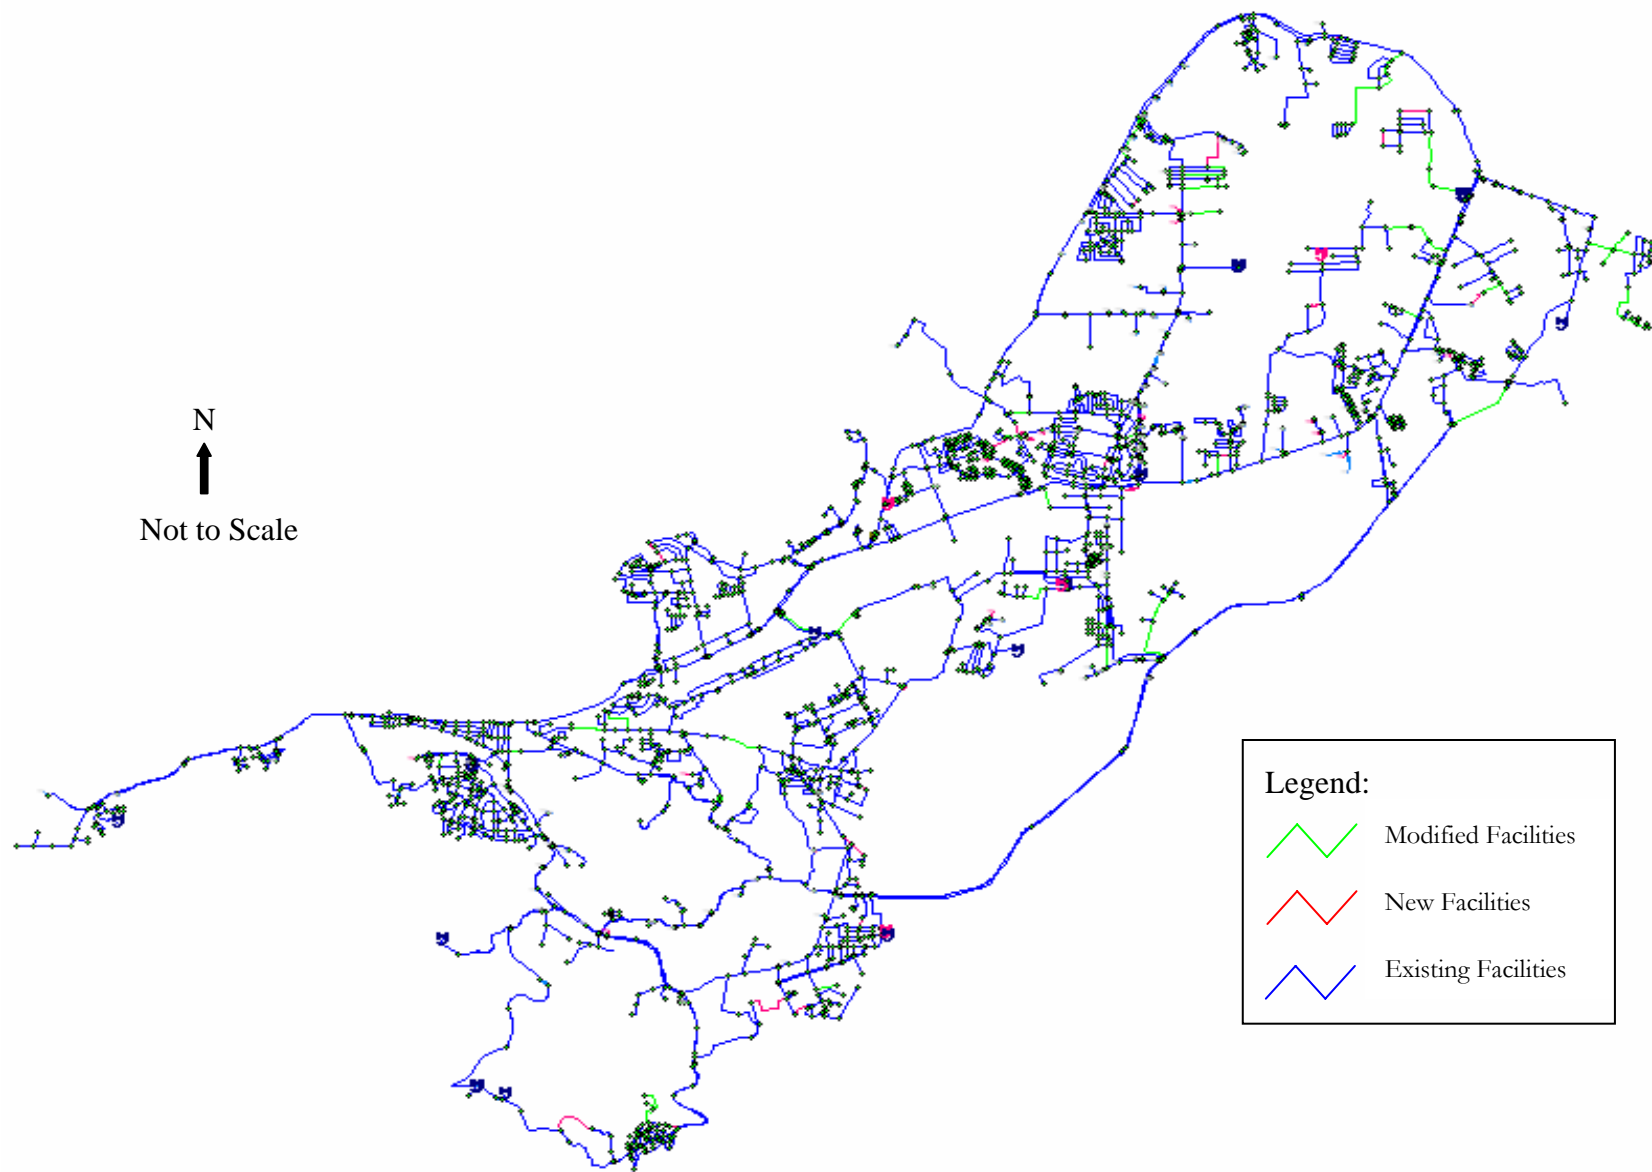 N
Not to Scale
Legend:
Modified Facilities
New Facilities
Existing Facilities